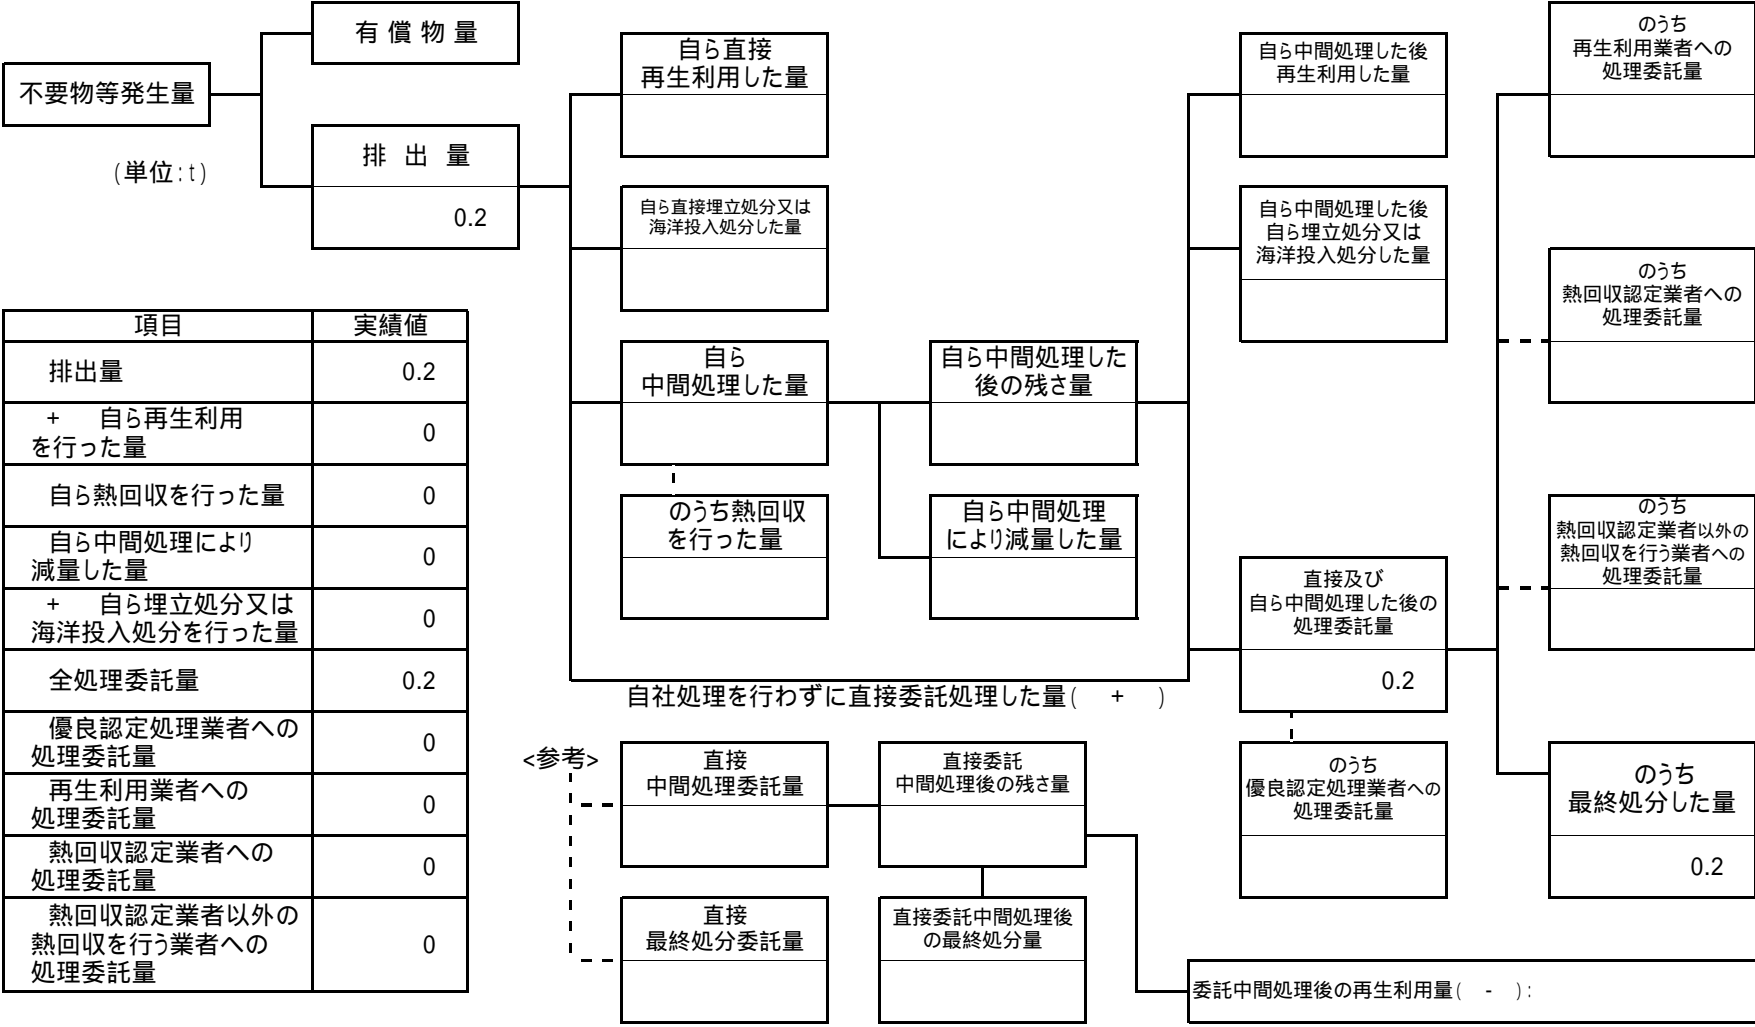 不要物等発生量
(単位:t)
有 償 物 量
排 出 量
0.2
自ら直接
再生利用した量
自ら直接埋立処分又は
海洋投入処分した量
自ら
中間処理した量
のうち熱回収
を行った量
自ら中間処理した
後の残さ量
自ら中間処理
により減量した量
自ら中間処理した後
再生利用した量
自ら中間処理した後
自ら埋立処分又は
海洋投入処分した量
直接及び
自ら中間処理した後の
処理委託量
0.2
のうち
優良認定処理業者への
処理委託量
のうち
再生利用業者への
処理委託量
のうち
熱回収認定業者への
処理委託量
のうち
熱回収認定業者以外の
熱回収を行う業者への
処理委託量
のうち
最終処分した量
0.2
自社処理を行わずに直接委託処理した量( + )
<参考>
直接
中間処理委託量
直接委託
中間処理後の残さ量
直接
最終処分委託量
直接委託中間処理後
の最終処分量
委託中間処理後の再生利用量( - ):
項目 実績値
排出量 0.2
+ 自ら再生利用
を行った量 0
自ら熱回収を行った量 0
自ら中間処理により
減量した量 0
+ 自ら埋立処分又は
海洋投入処分を行った量 0
全処理委託量 0.2
優良認定処理業者への
処理委託量 0
再生利用業者への
処理委託量 0
熱回収認定業者への
処理委託量 0
熱回収認定業者以外の
熱回収を行う業者への 0
処理委託量